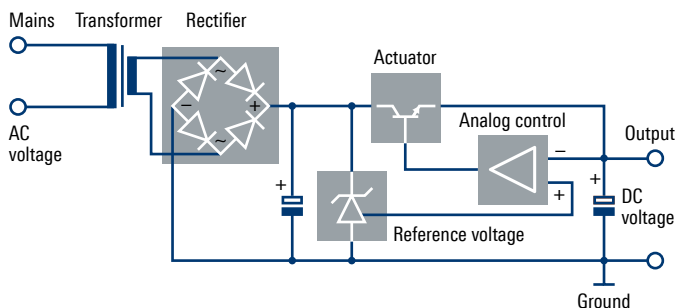 Mains
Transformer
Rectifier
AC
voltage
~
−
+
~
+
Actuator
Analog control
−
+
Reference voltage
Output
+
DC
voltage
Ground